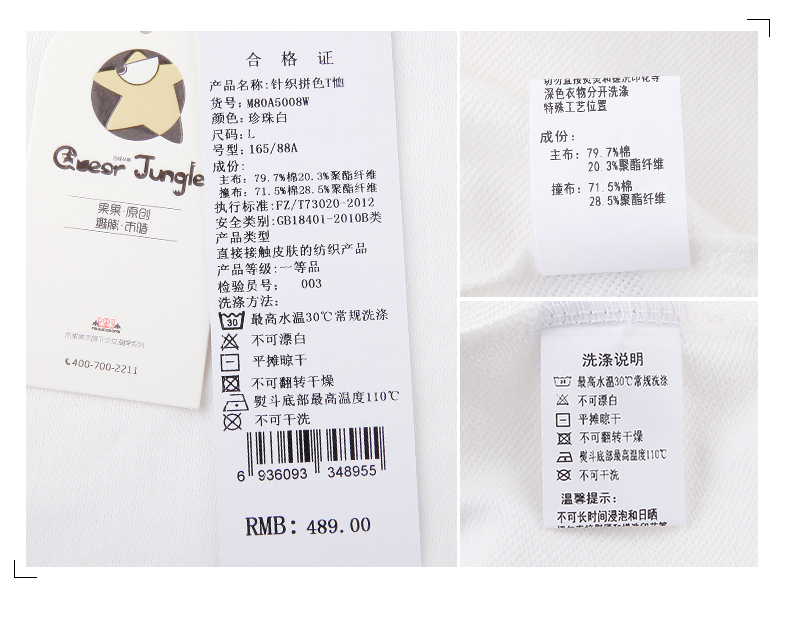 Queer Jungle
果果·原创
400-700-2211
合格证
产品名称:针织拼色T恤
货号:M80A5008W
颜色:珍珠白
尺码:L
号型:165/88A
成份:
主布:79.7%棉20.3%聚酯纤维
撞布:71.5%棉28.5%聚酯纤维
执行标准:FZ/T73020-2012
安全类别:GB18401-2010B类
产品类型
直接接触皮肤的纺织产品
产品等级:一等品
检验员号: 003
洗涤方法:
30 最高水温30℃常规洗涤
不可漂白
平摊晾干
不可翻转干燥
熨斗底部最高温度110℃
不可干洗
6 936093 348955
RMB: 489.00
深色衣物分开洗涤
特殊工艺位置
成份:
主布: 79.7%棉
20.3%聚酯纤维
撞布: 71.5%棉
28.5%聚酯纤维
洗涤说明
最高水温30℃常规洗涤
不可漂白
平摊晾干
不可翻转干燥
熨斗底部最高温度110℃
不可干洗
温馨提示:
不可长时间浸泡和日晒